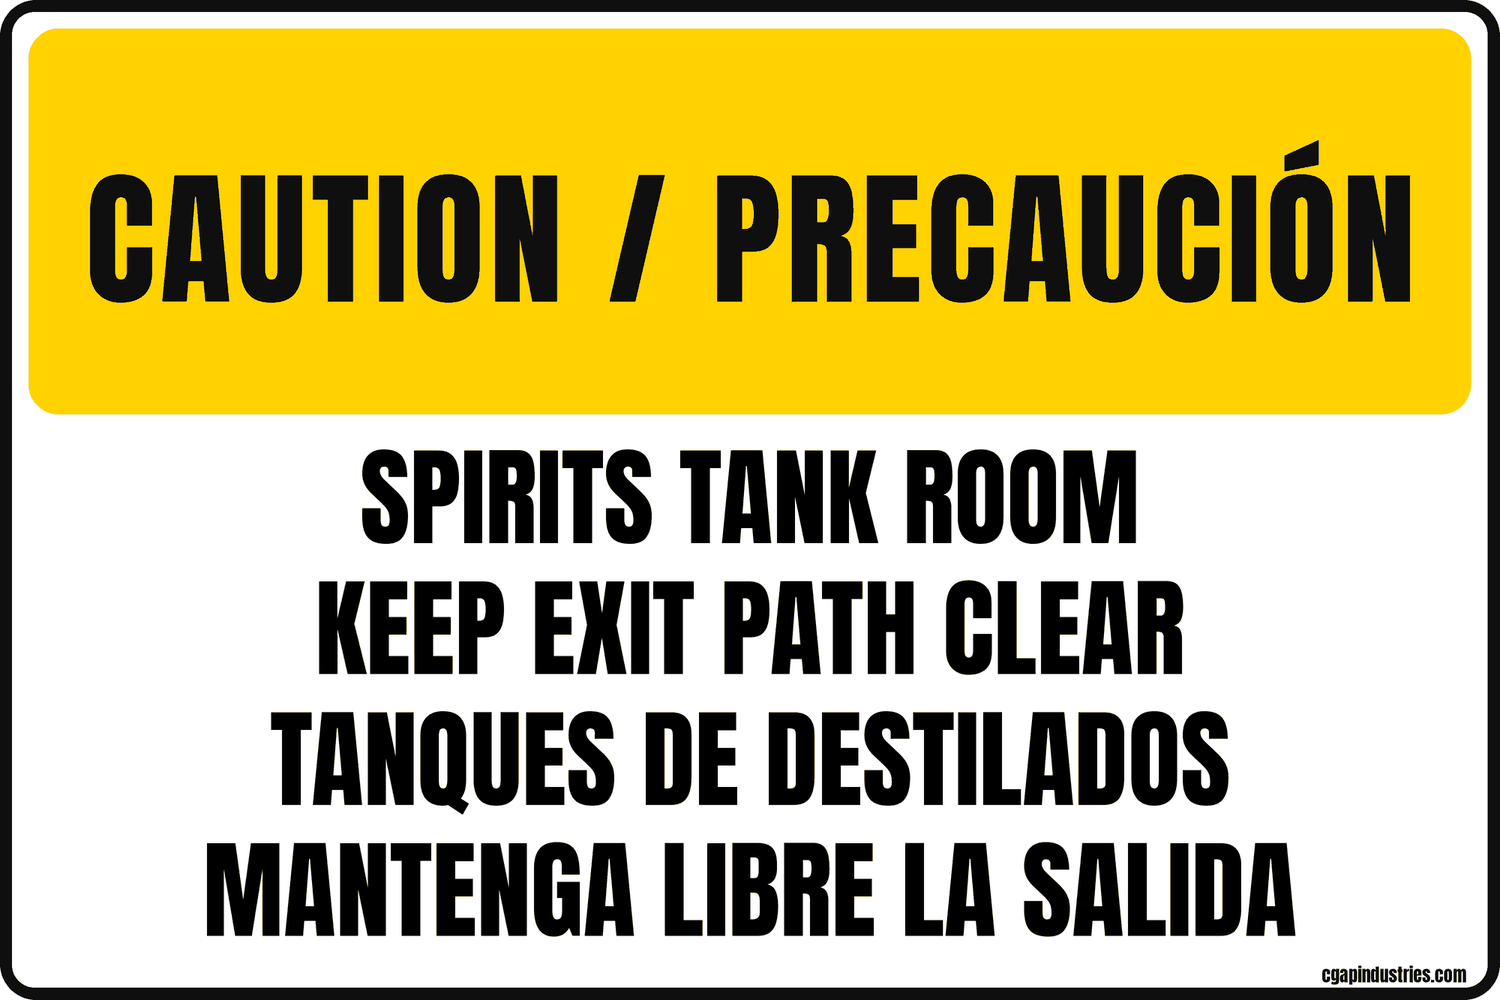 CAUTION / PRECAUCIÓN
SPIRITS TANK ROOM
KEEP EXIT PATH CLEAR
TANQUES DE DESTILADOS
MANTENGA LIBRE LA SALIDA
cgapindustries.com